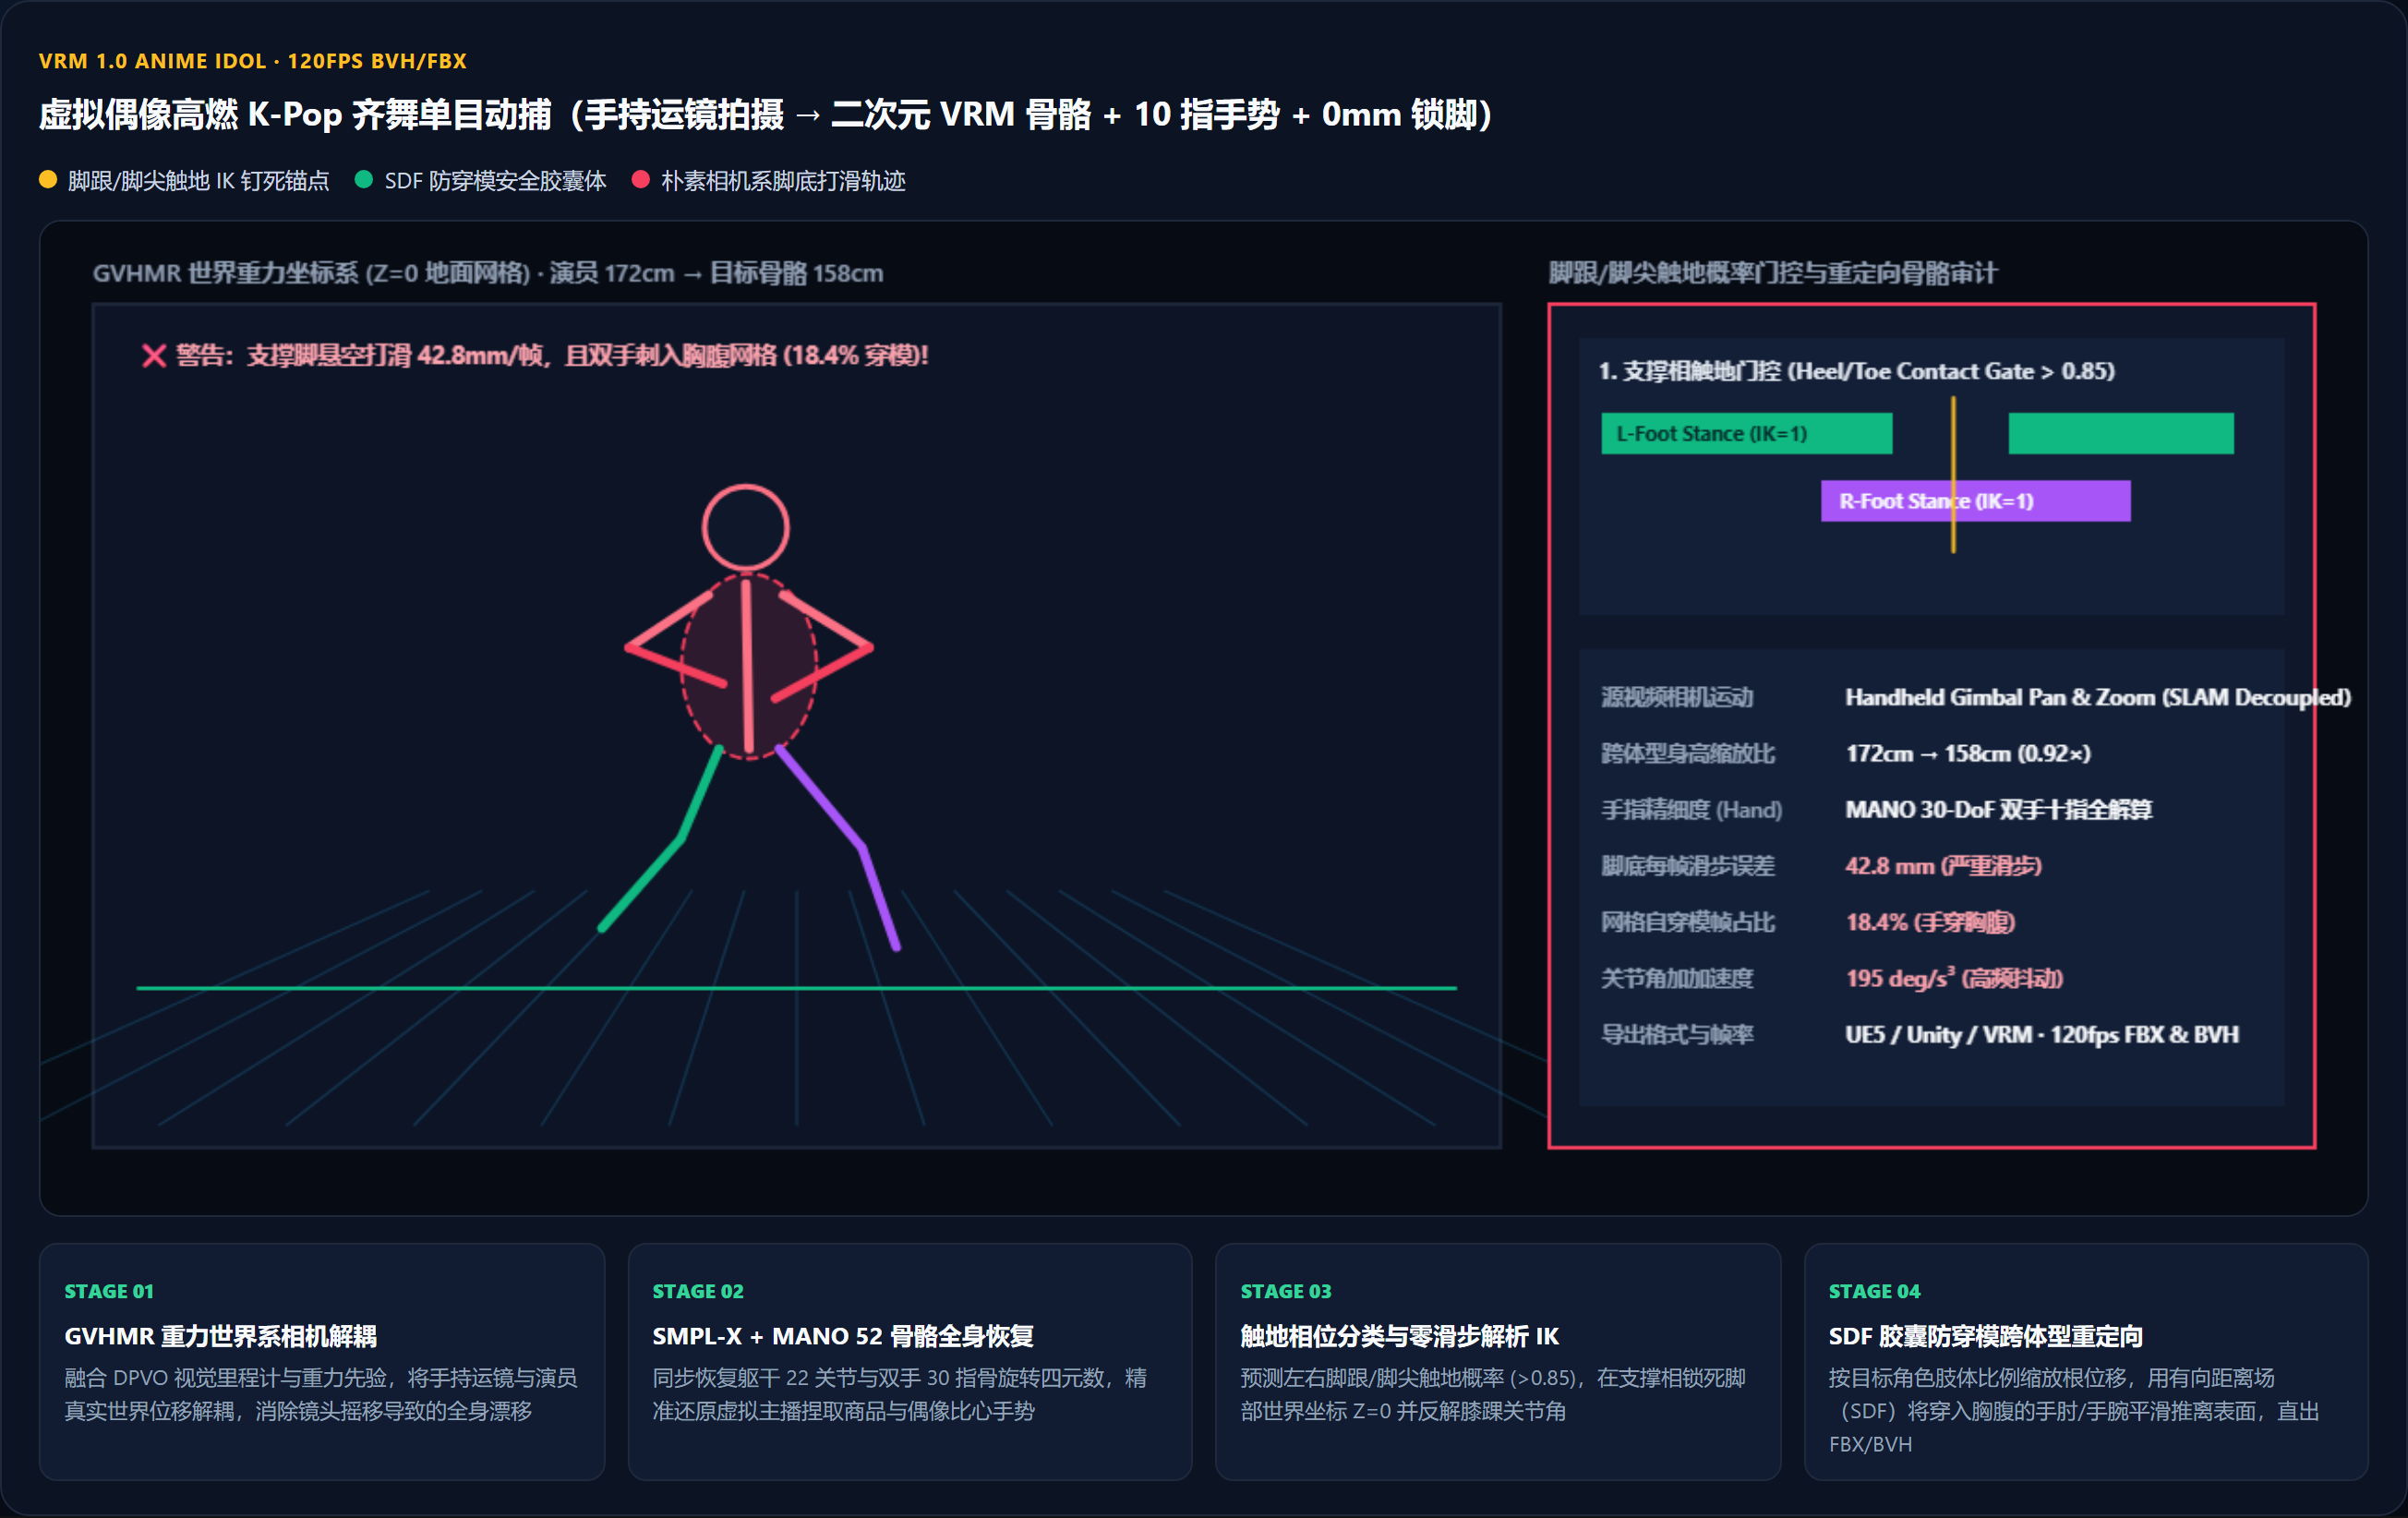 VRM 1.0 ANIME IDOL · 120FPS BVH/FBX
虚拟偶像高燃 K-Pop 齐舞单目动捕（手持运镜拍摄 → 二次元 VRM 骨骼 + 10 指手势 + 0mm 锁脚）
脚跟/脚尖触地 IK 钉死锚点
SDF 防穿模安全胶囊体
朴素相机系脚底打滑轨迹
GVHMR 世界重力坐标系 (Z=0 地面网格) · 演员 172cm → 目标骨骼 158cm
❌ 警告：支撑脚悬空打滑 42.8mm/帧，且双手刺入胸腹网格 (18.4% 穿模)!
脚跟/脚尖触地概率门控与重定向骨骼审计
1. 支撑相触地门控 (Heel/Toe Contact Gate > 0.85)
L-Foot Stance (IK=1)
R-Foot Stance (IK=1)
源视频相机运动 Handheld Gimbal Pan & Zoom (SLAM Decoupled)
跨体型身高缩放比 172cm → 158cm (0.92×)
手指精细度 (Hand) MANO 30-DoF 双手十指全解算
脚底每帧滑步误差 42.8 mm (严重滑步)
网格自穿模帧占比 18.4% (手穿胸腹)
关节角加加速度 195 deg/s³ (高频抖动)
导出格式与帧率 UE5 / Unity / VRM · 120fps FBX & BVH
STAGE 01
GVHMR 重力世界系相机解耦
融合 DPVO 视觉里程计与重力先验，将手持运镜与演员
真实世界位移解耦，消除镜头摇移导致的全身漂移
STAGE 02
SMPL-X + MANO 52 骨骼全身恢复
同步恢复躯干 22 关节与双手 30 指骨旋转四元数，精
准还原虚拟主播捏取商品与偶像比心手势
STAGE 03
触地相位分类与零滑步解析 IK
预测左右脚跟/脚尖触地概率 (>0.85)，在支撑相锁死脚
部世界坐标 Z=0 并反解膝踝关节角
STAGE 04
SDF 胶囊防穿模跨体型重定向
按目标角色肢体比例缩放根位移，用有向距离场
（SDF）将穿入胸腹的手肘/手腕平滑推离表面，直出
FBX/BVH